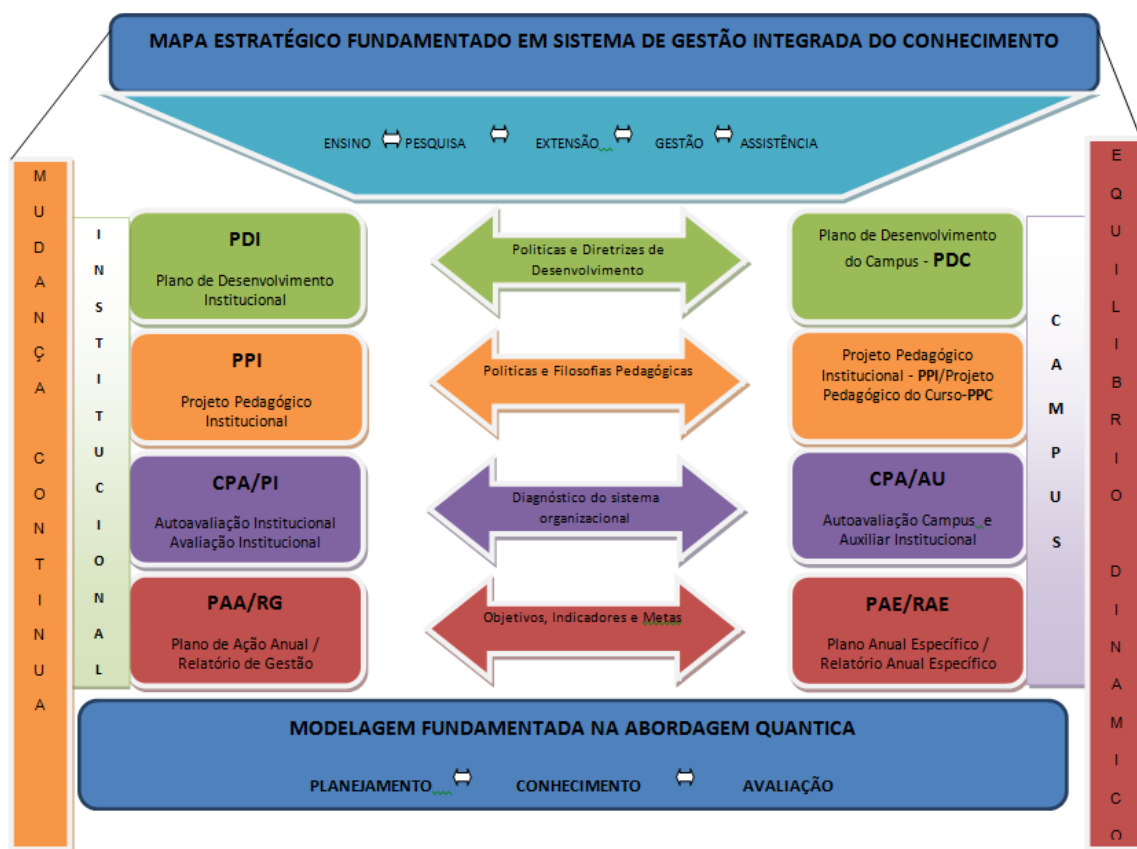 MAPA ESTRATÉGICO FUNDAMENTADO EM SISTEMA DE GESTÃO INTEGRADA DO CONHECIMENTO
ENSINO PESQUISA EXTENSÃO GESTÃO ASSISTÊNCIA
MUDANÇA CONTINUA
INSTITUCIONAL
PDI
Plano de Desenvolvimento
Institucional
Politicas e Diretrizes de
Desenvolvimento
Plano de Desenvolvimento
do Campus - PDC
PPI
Projeto Pedagógico
Institucional
Politicas e Filosofias Pedagógicas
Projeto Pedagógico
Institucional - PPI/Projeto
Pedagógico do Curso-PPC
CPA/PI
Autoavaliação Institucional
Avaliação Institucional
Diagnóstico do sistema
organizacional
CPA/AU
Autoavaliação Campus e
Auxiliar Institucional
PAA/RG
Plano de Ação Anual /
Relatório de Gestão
Objetivos, Indicadores e Metas
PAE/RAE
Plano Anual Específico /
Relatório Anual Específico
CAMPUS
EQUILIBRIO DINAMICO
MODELAGEM FUNDAMENTADA NA ABORDAGEM QUANTICA
PLANEJAMENTO CONHECIMENTO AVALIAÇÃO